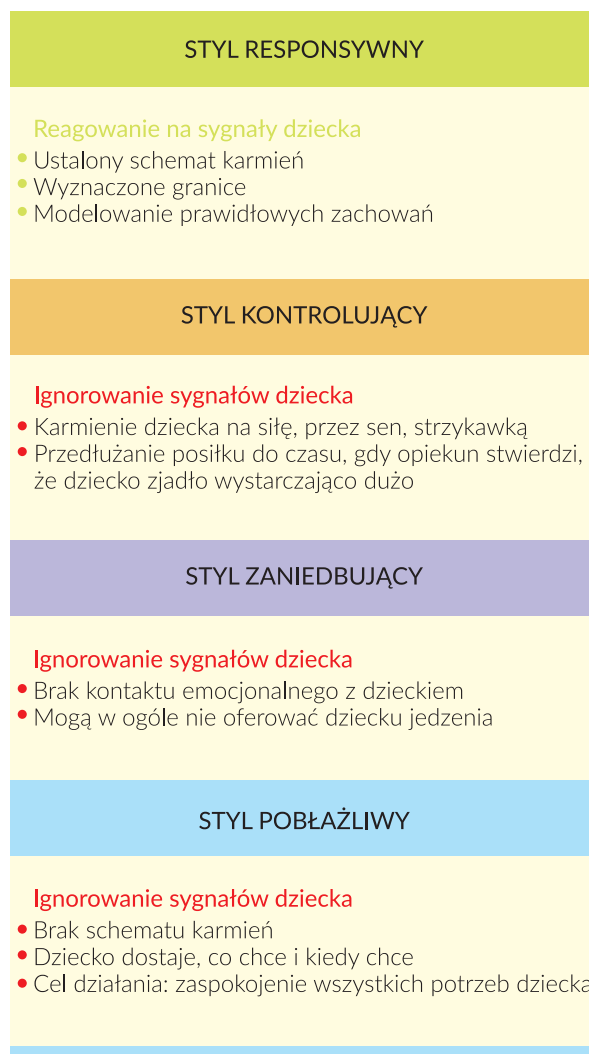 STYL RESPONSYWNY
Reagowanie na sygnały dziecka
• Ustalony schemat karmień
• Wyznaczone granice
• Modelowanie prawidłowych zachowań
STYL KONTROLUJĄCY
Ignorowanie sygnałów dziecka
• Karmienie dziecka na siłę, przez sen, strzykawką
• Przedłużanie posiłku do czasu, gdy opiekun stwierdzi,
że dziecko zjadło wystarczająco dużo
STYL ZANIEDBUJĄCY
Ignorowanie sygnałów dziecka
• Brak kontaktu emocjonalnego z dzieckiem
• Mogą w ogóle nie oferować dziecku jedzenia
STYL POBŁAŻLIWY
Ignorowanie sygnałów dziecka
• Brak schematu karmień
• Dziecko dostaje, co chce i kiedy chce
• Cel działania: zaspokojenie wszystkich potrzeb dziecka